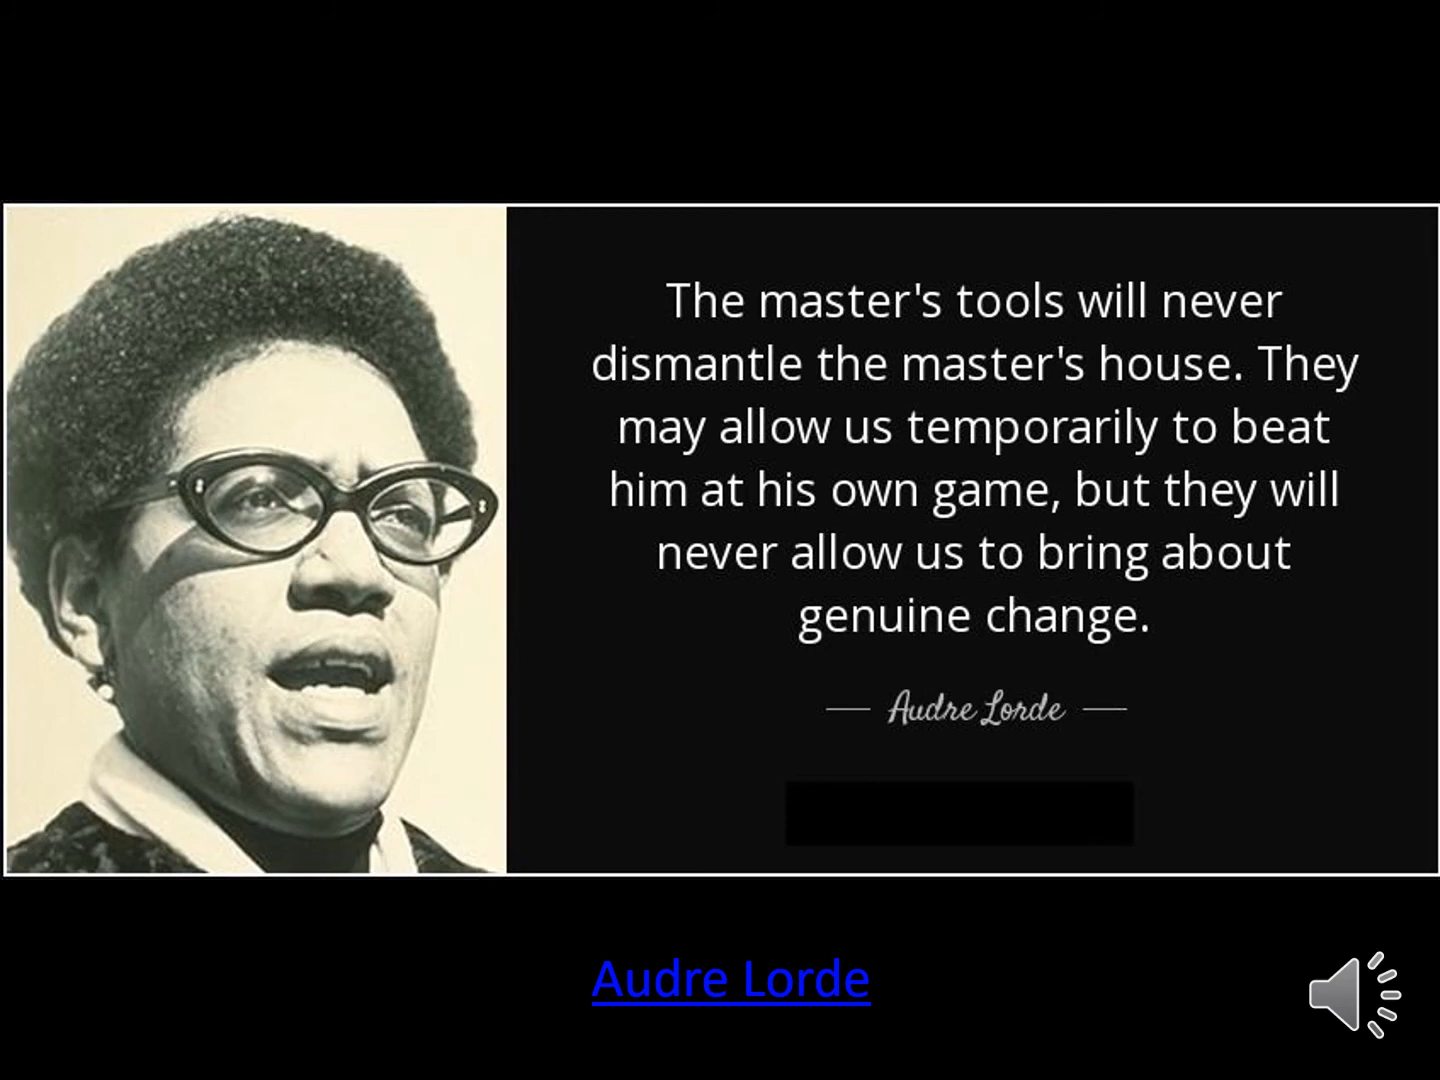 The master's tools will never
dismantle the master's house. They
may allow us temporarily to beat
him at his own game, but they will
never allow us to bring about
genuine change.
Audre Lorde
Audre Lorde